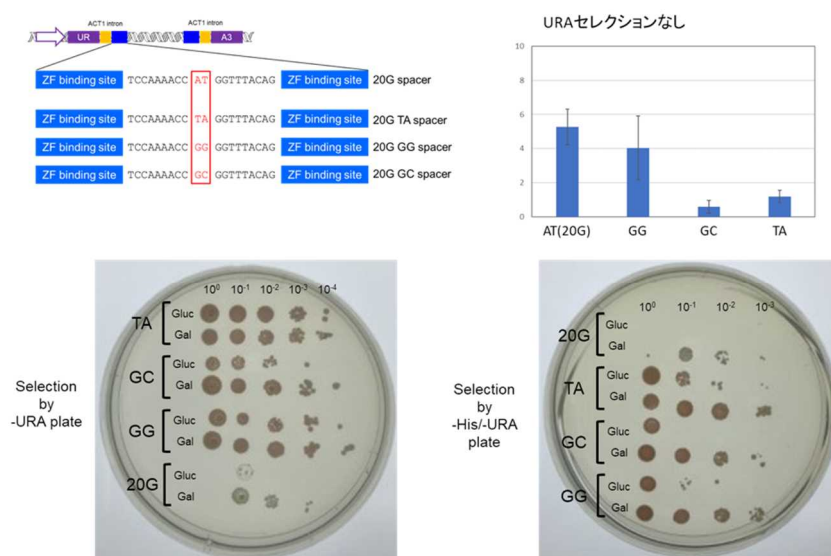 ACT1 intron ACT1 intron
UR A3
ZF binding site TCCAAAACC AT GGTTTACAG ZF binding site 20G spacer
ZF binding site TCCAAAACC TA GGTTTACAG ZF binding site 20G TA spacer
ZF binding site TCCAAAACC GG GGTTTACAG ZF binding site 20G GG spacer
ZF binding site TCCAAAACC GC GGTTTACAG ZF binding site 20G GC spacer
URAセレクションなし
10
8
6
4
2
0
AT(20G) GG GC TA
Selection
by
-URA plate
10⁰ 10⁻¹ 10⁻² 10⁻³ 10⁻⁴
TA
Gluc
Gal
GC
Gluc
Gal
GG
Gluc
Gal
20G
Gluc
Gal
Selection
by
-His/-URA
plate
10⁰ 10⁻¹ 10⁻² 10⁻³
20G
Gluc
Gal
TA
Gluc
Gal
GC
Gluc
Gal
GG
Gluc
Gal